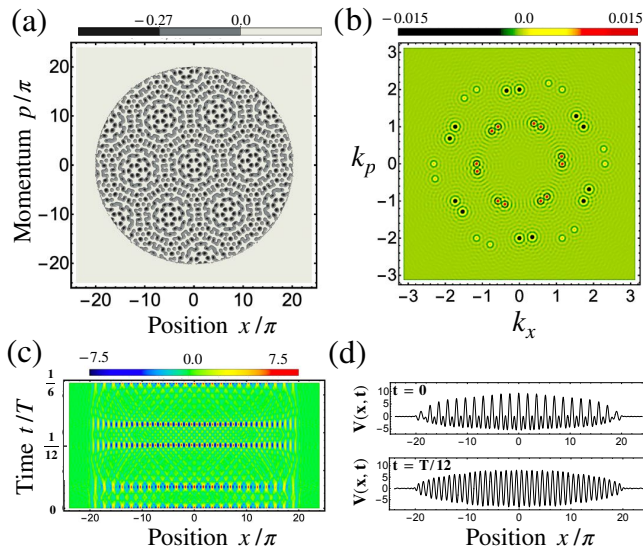 (a)
−0.27 0.0
Momentum p/π
20
10
0
−10
−20
−20 −10 0 10 20
Position x/π
(b)
−0.015 0.0 0.015
k_p
3
2
1
0
−1
−2
−3
−3 −2 −1 0 1 2 3
k_x
(c)
−7.5 0.0 7.5
Time t/T
1/6
1/12
0
−20 −10 0 10 20
Position x/π
(d)
V(x, t)
t = 0
10
5
0
-5
-20 -10 0 10 20
V(x, t)
t = T/12
10
5
0
-5
-20 -10 0 10 20
Position x/π